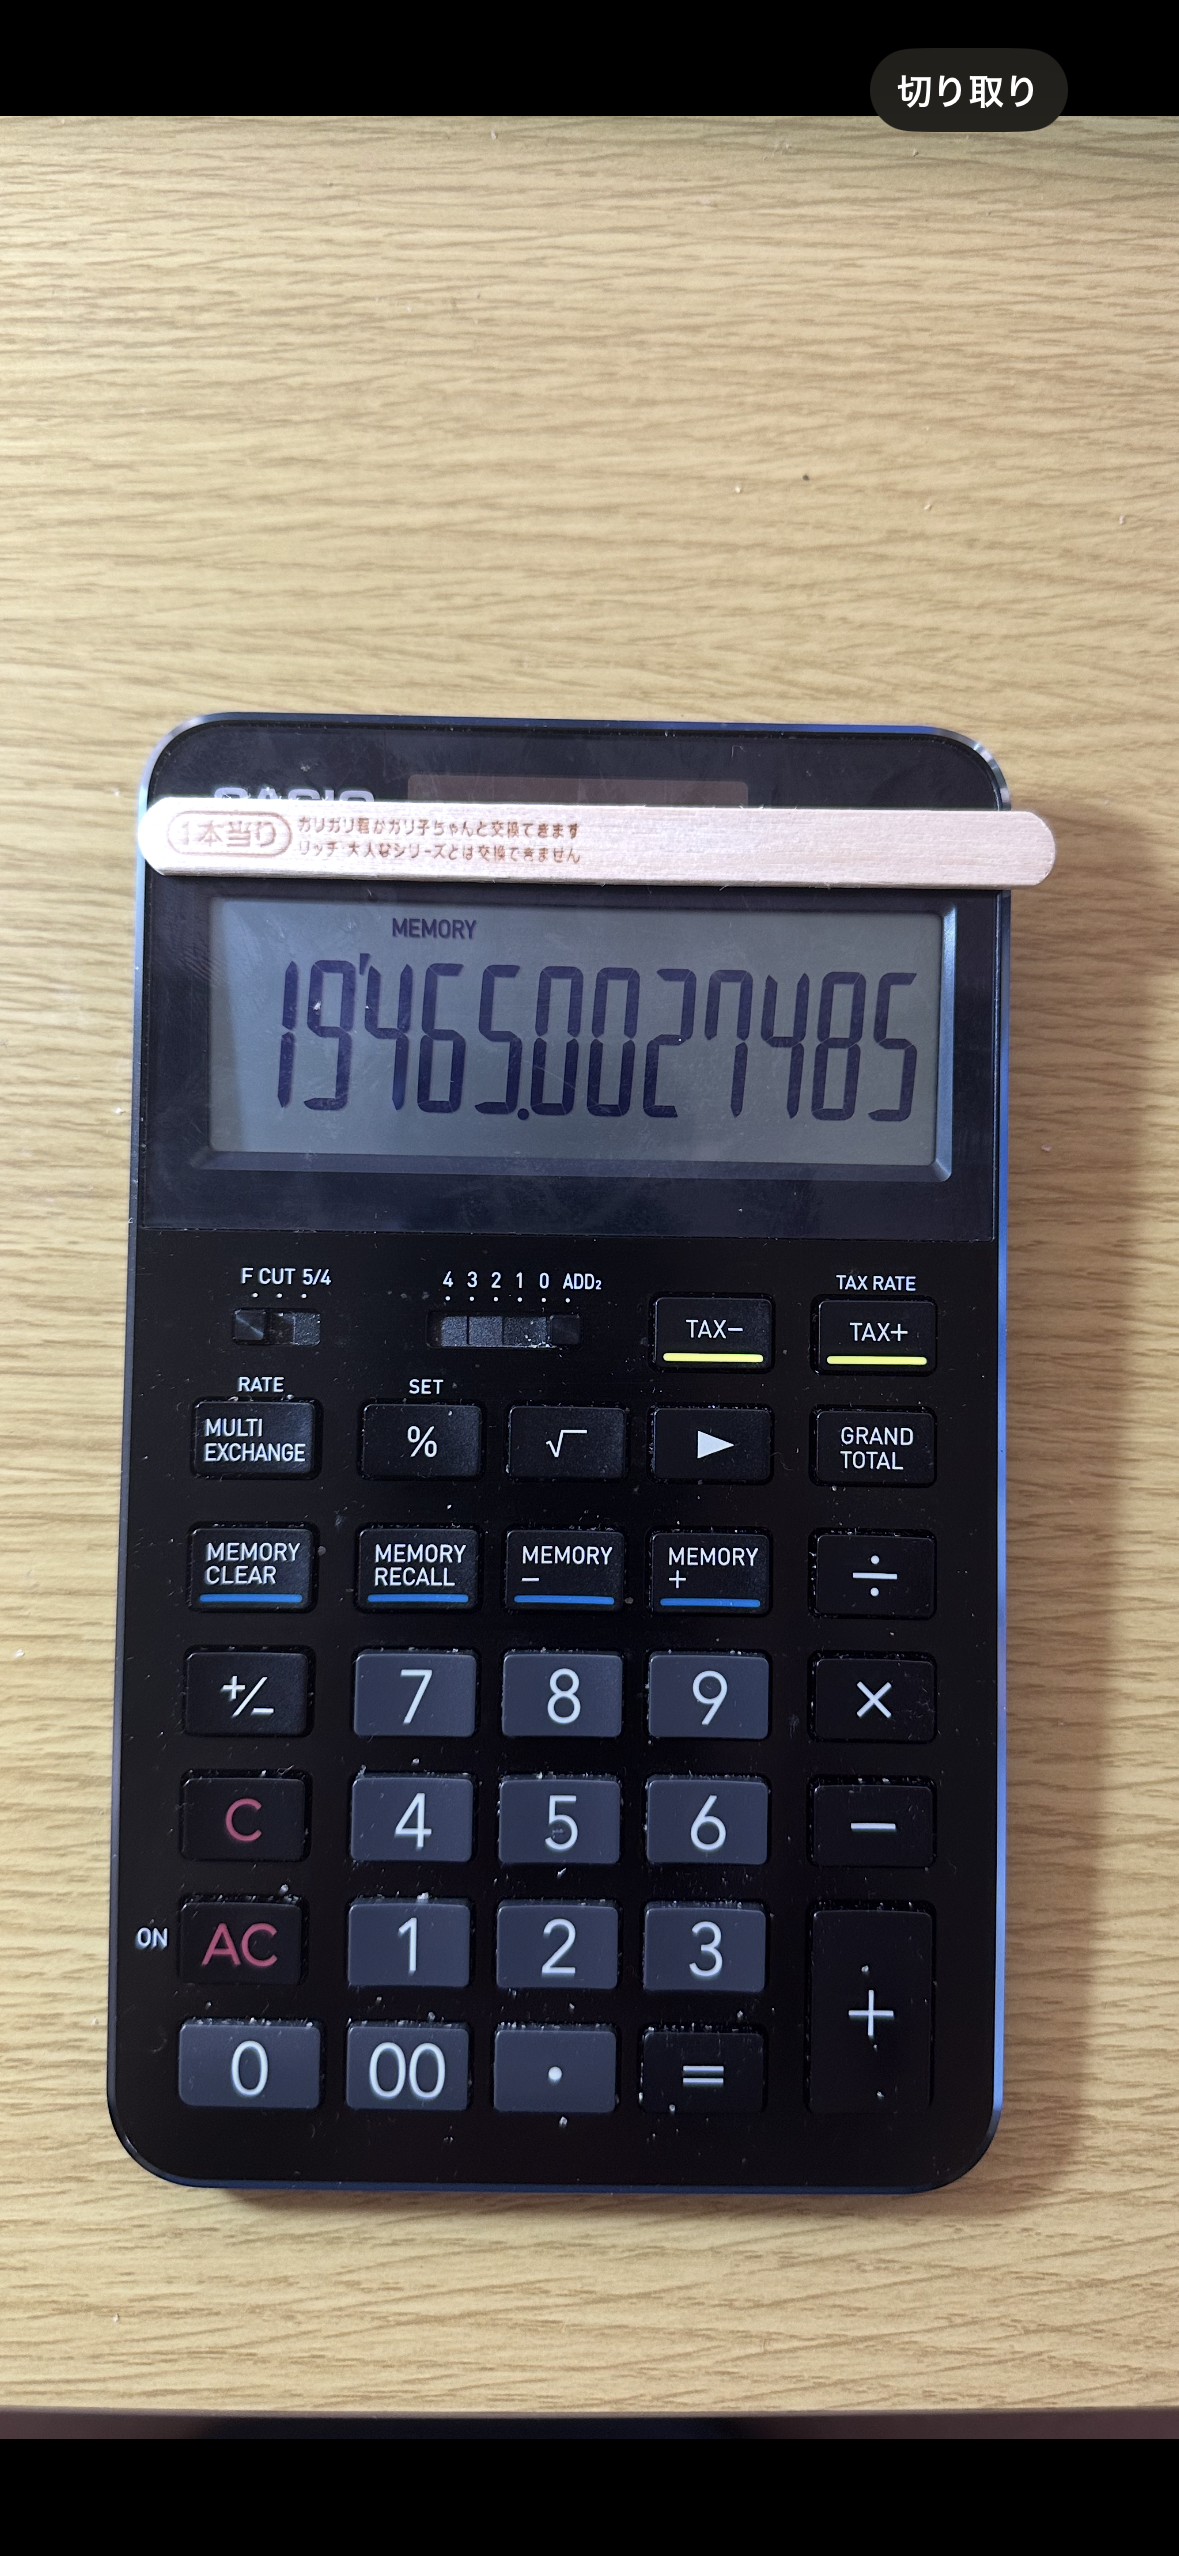 切り取り
CASIO
1本当り
ガリガリ君かガリ子ちゃんと交換できます
リッチ・大人なシリーズとは交換できません
MEMORY
19'465.0027485
F CUT 5/4
4 3 2 1 0 ADD₂
TAX RATE
TAX− TAX+
RATE SET
MULTI EXCHANGE % √ ▶ GRAND TOTAL
MEMORY CLEAR MEMORY RECALL MEMORY − MEMORY + ÷
+/− 7 8 9 ×
C 4 5 6 −
ON AC 1 2 3 +
0 00 · =